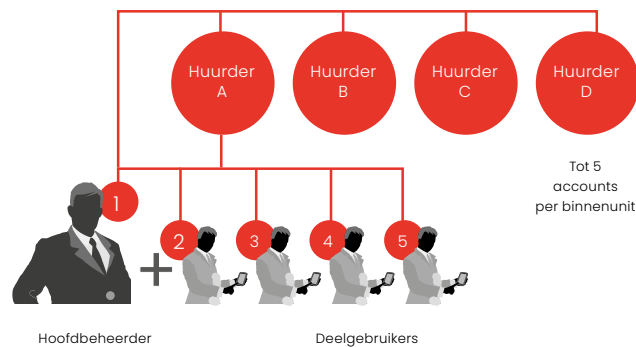 Huurder
A
Huurder
B
Huurder
C
Huurder
D
Tot 5
accounts
per binnenunit
1
2
3
4
5
Hoofdbeheerder
Deelgebruikers